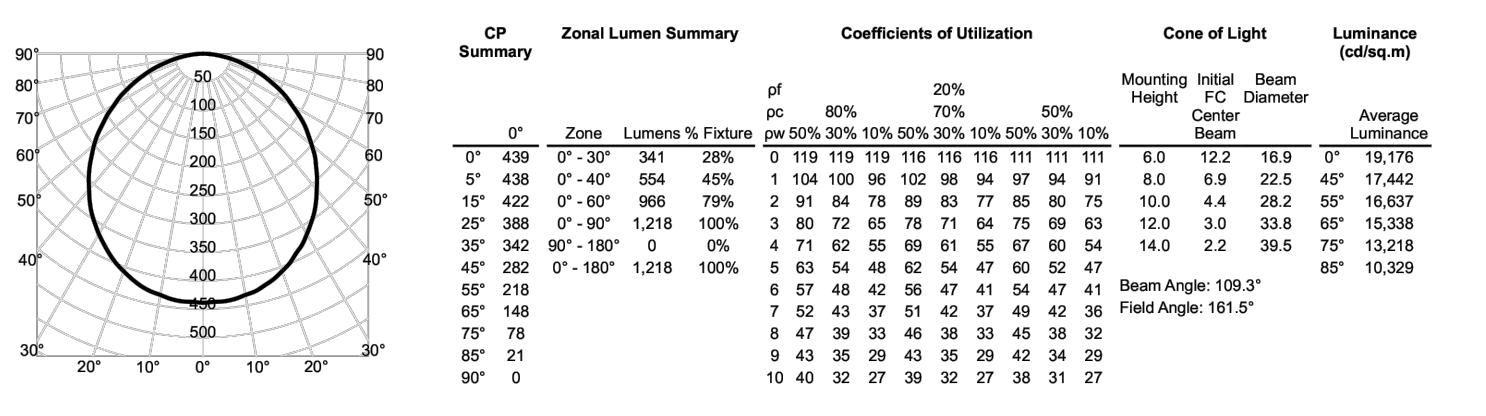 CP Summary
Zonal Lumen Summary
Coefficients of Utilization
Cone of Light
Luminance (cd/sq.m)
90° 90
80° 80
70° 70
60° 60
50° 50°
40° 40°
30° 30°
20° 10° 0° 10° 20°
50
100
150
200
250
300
350
400
450
500
0°
0° 439
5° 438
15° 422
25° 388
35° 342
45° 282
55° 218
65° 148
75° 78
85° 21
90° 0
Zone Lumens % Fixture
0° - 30° 341 28%
0° - 40° 554 45%
0° - 60° 966 79%
0° - 90° 1,218 100%
90° - 180° 0 0%
0° - 180° 1,218 100%
ρf 20%
ρc 80% 70% 50%
ρw 50% 30% 10% 50% 30% 10% 50% 30% 10%
0 119 119 119 116 116 116 111 111 111
1 104 100 96 102 98 94 97 94 91
2 91 84 78 89 83 77 85 80 75
3 80 72 65 78 71 64 75 69 63
4 71 62 55 69 61 55 67 60 54
5 63 54 48 62 54 47 60 52 47
6 57 48 42 56 47 41 54 47 41
7 52 43 37 51 42 37 49 42 36
8 47 39 33 46 38 33 45 38 32
9 43 35 29 43 35 29 42 34 29
10 40 32 27 39 32 27 38 31 27
Mounting Height Initial FC Center Beam Beam Diameter
6.0 12.2 16.9
8.0 6.9 22.5
10.0 4.4 28.2
12.0 3.0 33.8
14.0 2.2 39.5
Beam Angle: 109.3°
Field Angle: 161.5°
Average Luminance
0° 19,176
45° 17,442
55° 16,637
65° 15,338
75° 13,218
85° 10,329